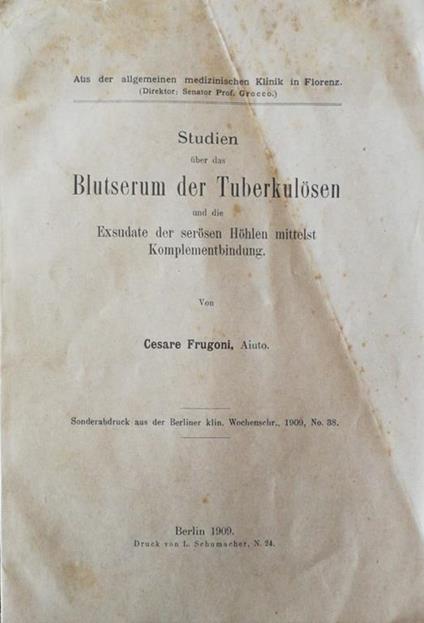 Aus der allgemeinen medizinischen Klinik in Florenz.
(Direktor: Senator Prof. Grocco.)
Studien
über das
Blutserum der Tuberkulösen
und die
Exsudate der serösen Höhlen mittelst
Komplementbindung.
Von
Cesare Frugoni, Aiuto.
Sonderabdruck aus der Berliner klin. Wochenschr., 1909, No. 38.
Berlin 1909.
Druck von L. Schumacher, N. 24.